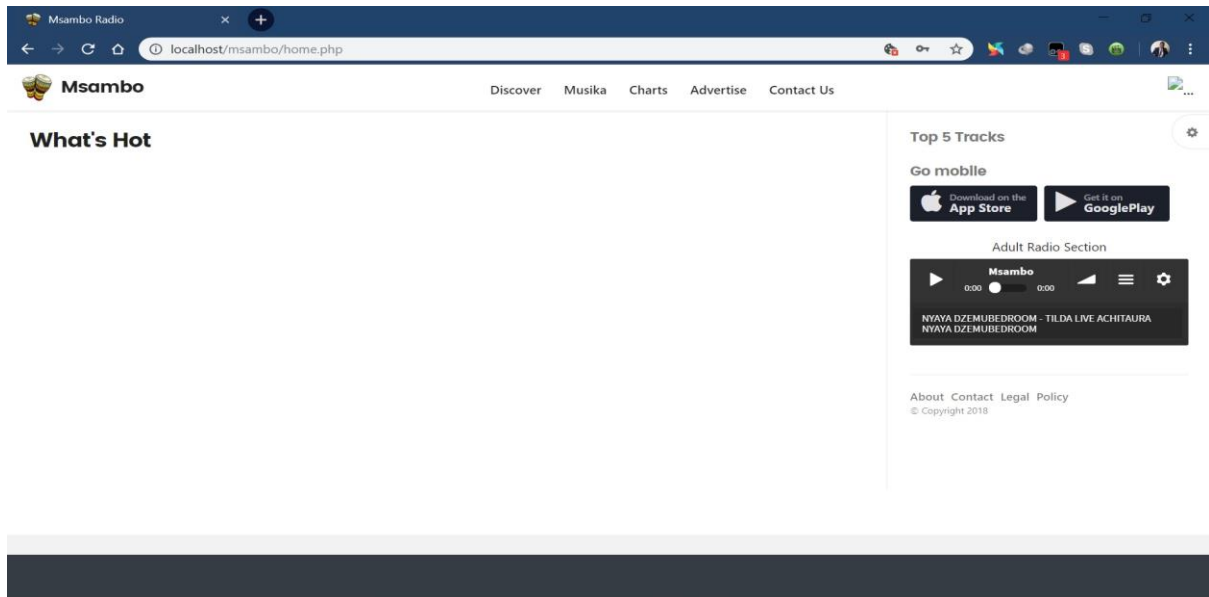 Msambo Radio
localhost/msambo/home.php
3
Msambo
Discover Musika Charts Advertise Contact Us
...
What's Hot
Top 5 Tracks
Go mobile
Download on the
App Store
Get it on
GooglePlay
Adult Radio Section
Msambo
0:00 0:00
NYAYA DZEMUBEDROOM - TILDA LIVE ACHITAURA
NYAYA DZEMUBEDROOM
About Contact Legal Policy
© Copyright 2018